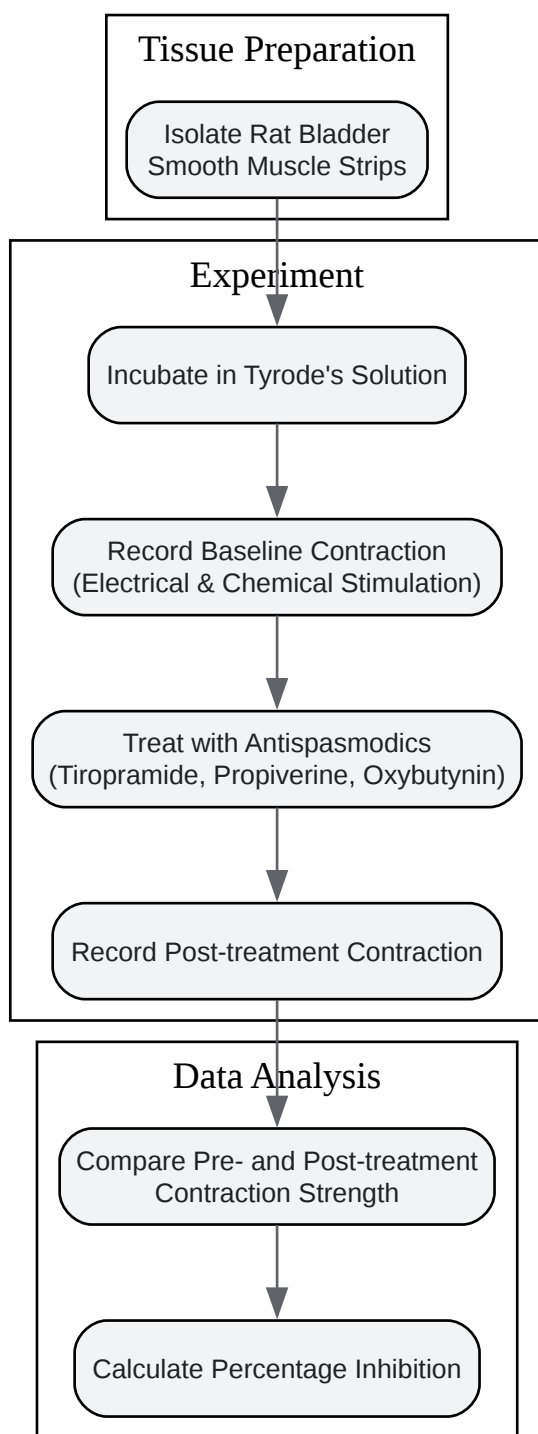 Tissue Preparation
Isolate Rat Bladder
Smooth Muscle Strips
Experiment
Incubate in Tyrode's Solution
Record Baseline Contraction
(Electrical & Chemical Stimulation)
Treat with Antispasmodics
(Tiropramide, Propiverine, Oxybutynin)
Record Post-treatment Contraction
Data Analysis
Compare Pre- and Post-treatment
Contraction Strength
Calculate Percentage Inhibition